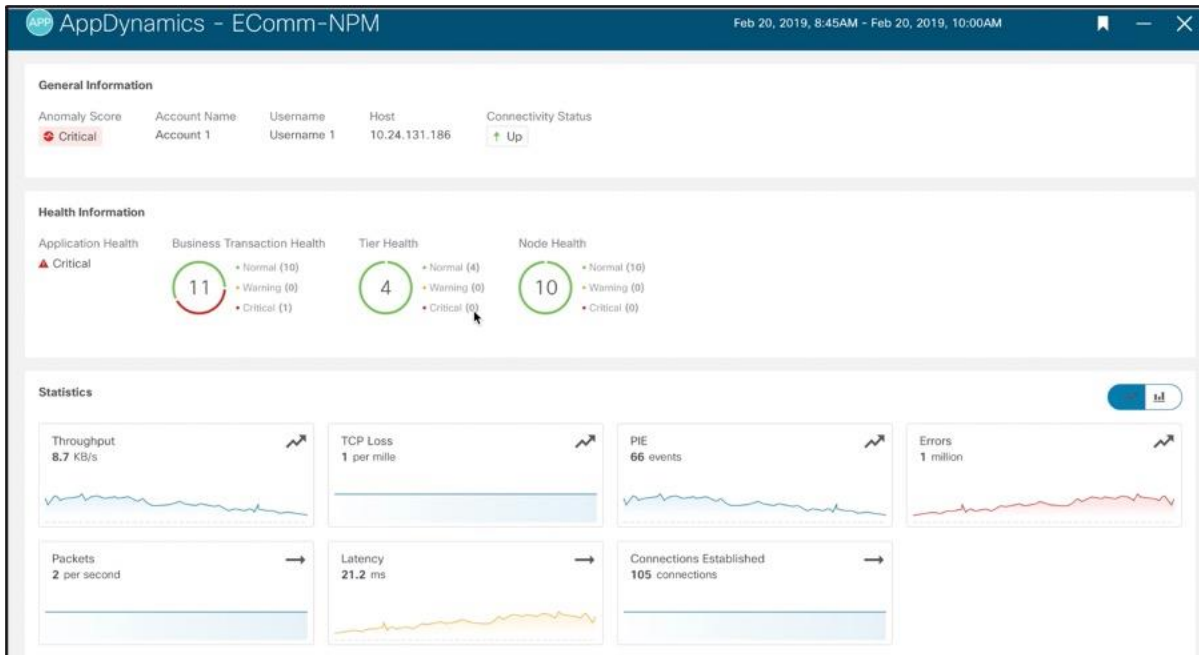 APP AppDynamics - EComm-NPM Feb 20, 2019, 8:45AM - Feb 20, 2019, 10:00AM
General Information
Anomaly Score Account Name Username Host Connectivity Status
Critical Account 1 Username 1 10.24.131.186 Up
Health Information
Application Health Business Transaction Health Tier Health Node Health
Critical
11
Normal (10)
Warning (0)
Critical (1)
4
Normal (4)
Warning (0)
Critical (0)
10
Normal (10)
Warning (0)
Critical (0)
Statistics
Throughput
8.7 KB/s
TCP Loss
1 per mille
PIE
66 events
Errors
1 million
Packets
2 per second
Latency
21.2 ms
Connections Established
105 connections